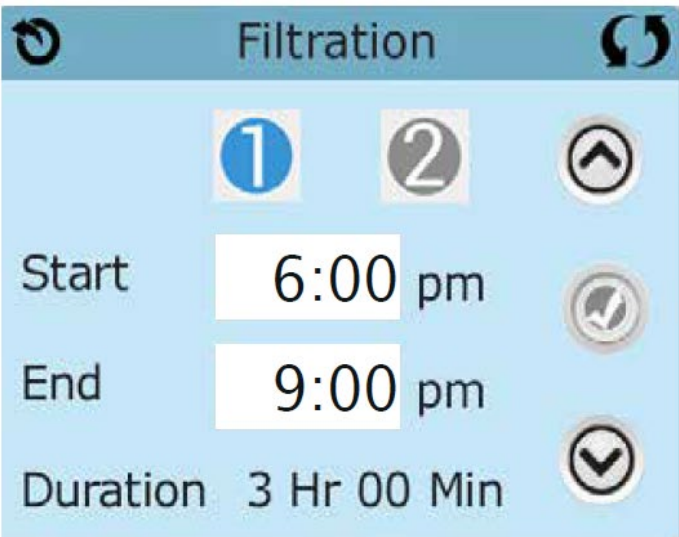 Filtration
1 2
Start 6:00 pm
End 9:00 pm
Duration 3 Hr 00 Min